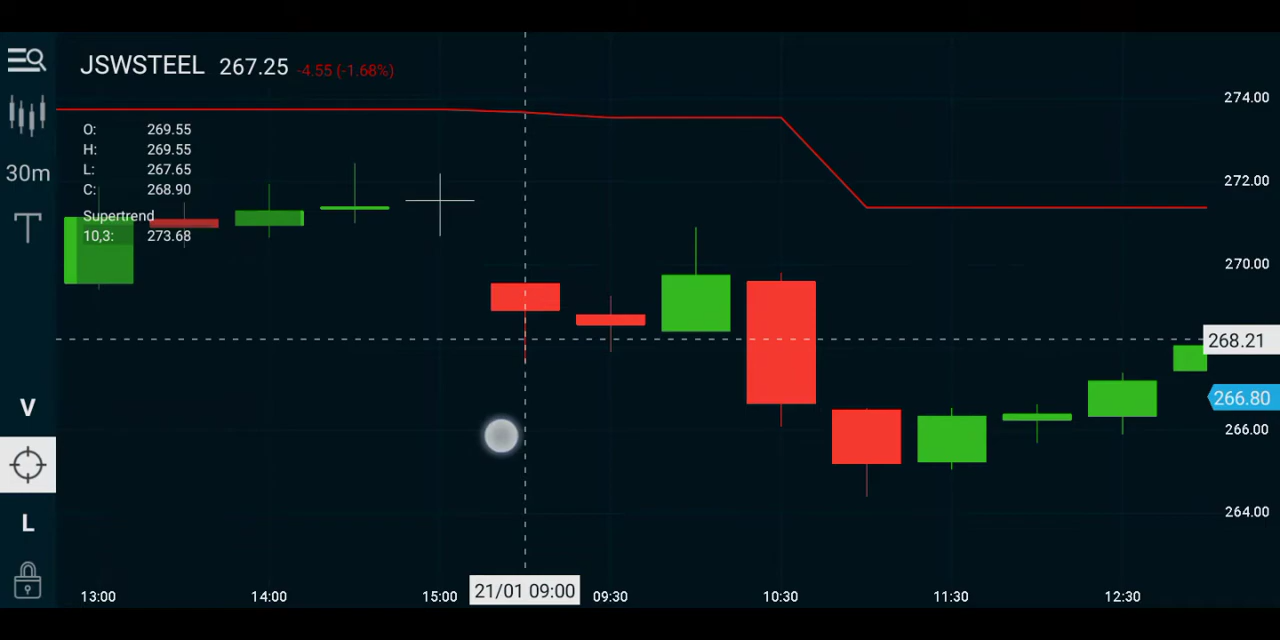 JSWSTEEL 267.25 -4.55 (-1.68%)
O: 269.55
H: 269.55
L: 267.65
C: 268.90
Supertrend
10,3: 273.68
30m
T
V
L
274.00
272.00
270.00
268.21
266.80
266.00
264.00
13:00 14:00 15:00 21/01 09:00 09:30 10:30 11:30 12:30